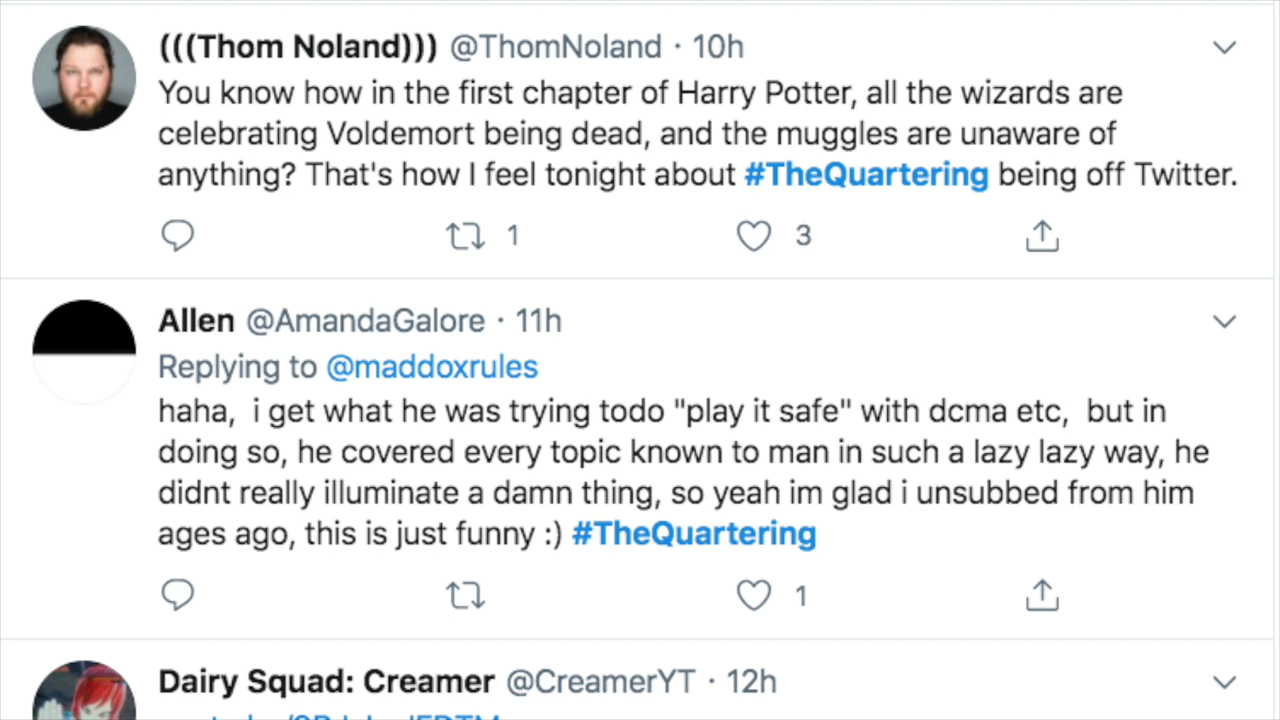 (((Thom Noland))) @ThomNoland · 10h
You know how in the first chapter of Harry Potter, all the wizards are
celebrating Voldemort being dead, and the muggles are unaware of
anything? That's how I feel tonight about #TheQuartering being off Twitter.
1 3
Allen @AmandaGalore · 11h
Replying to @maddoxrules
haha, i get what he was trying todo "play it safe" with dcma etc, but in
doing so, he covered every topic known to man in such a lazy lazy way, he
didnt really illuminate a damn thing, so yeah im glad i unsubbed from him
ages ago, this is just funny :) #TheQuartering
1
Dairy Squad: Creamer @CreamerYT · 12h